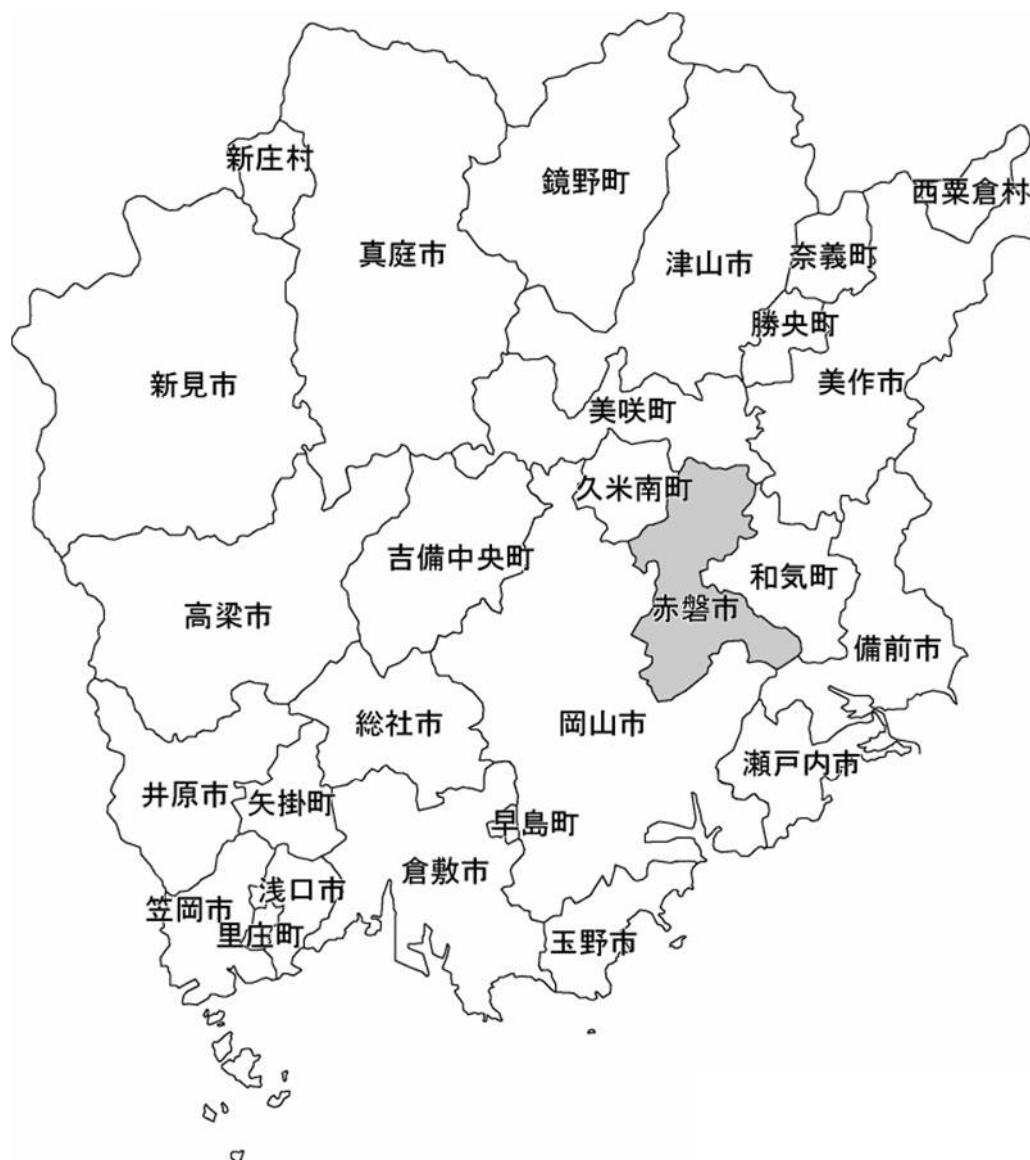 新庄村
鏡野町
西粟倉村
真庭市
津山市
奈義町
勝央町
新見市
美作市
美咲町
久米南町
吉備中央町
和気町
高梁市
赤磐市
備前市
総社市
岡山市
瀬戸内市
井原市
矢掛町
早島町
倉敷市
浅口市
笠岡市
里庄町
玉野市